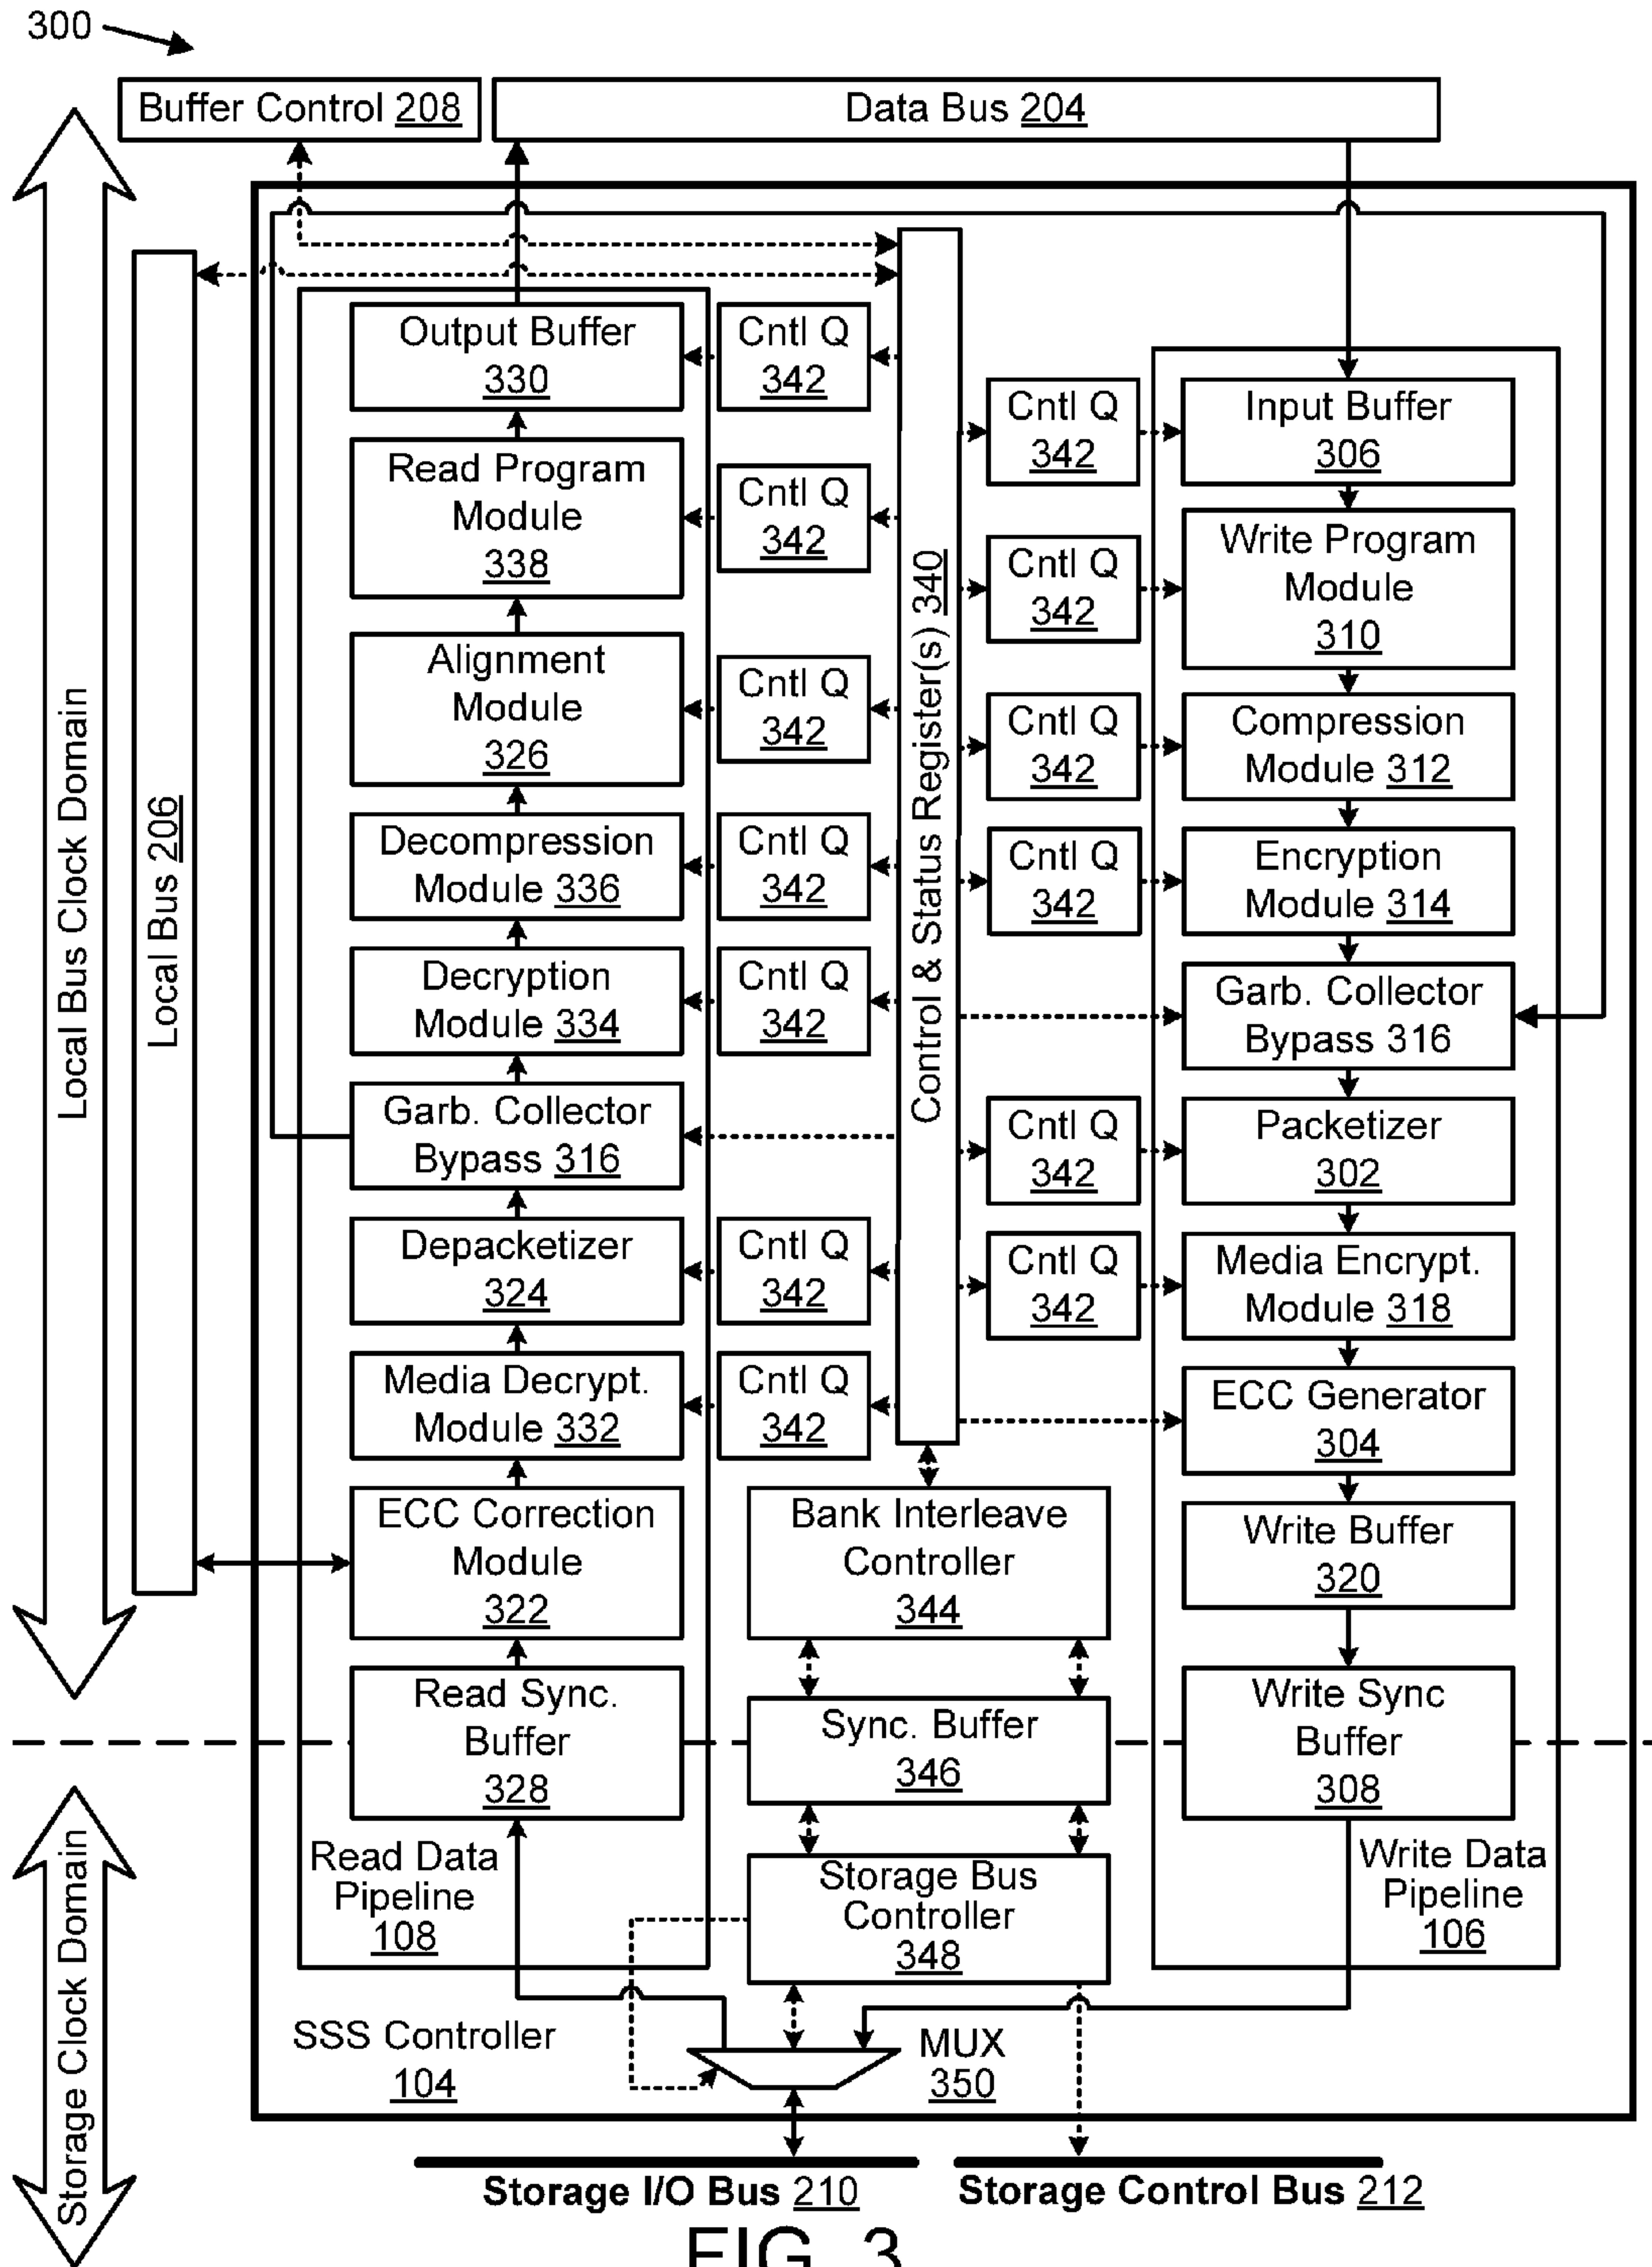 300
Buffer Control 208
Data Bus 204
Local Bus Clock Domain
Local Bus 206
Output Buffer
330
Cntl Q
342
Read Program
Module
338
Cntl Q
342
Alignment
Module
326
Cntl Q
342
Decompression
Module 336
Cntl Q
342
Decryption
Module 334
Cntl Q
342
Garb. Collector
Bypass 316
Depacketizer
324
Cntl Q
342
Media Decrypt.
Module 332
Cntl Q
342
ECC Correction
Module
322
Read Sync.
Buffer
328
Read Data
Pipeline
108
Control & Status Register(s) 340
Bank Interleave
Controller
344
Sync. Buffer
346
Storage Bus
Controller
348
Cntl Q
342
Input Buffer
306
Cntl Q
342
Write Program
Module
310
Cntl Q
342
Compression
Module 312
Cntl Q
342
Encryption
Module 314
Garb. Collector
Bypass 316
Cntl Q
342
Packetizer
302
Cntl Q
342
Media Encrypt.
Module 318
ECC Generator
304
Write Buffer
320
Write Sync
Buffer
308
Write Data
Pipeline
106
Storage Clock Domain
SSS Controller
104
MUX
350
Storage I/O Bus 210
Storage Control Bus 212
FIG. 3